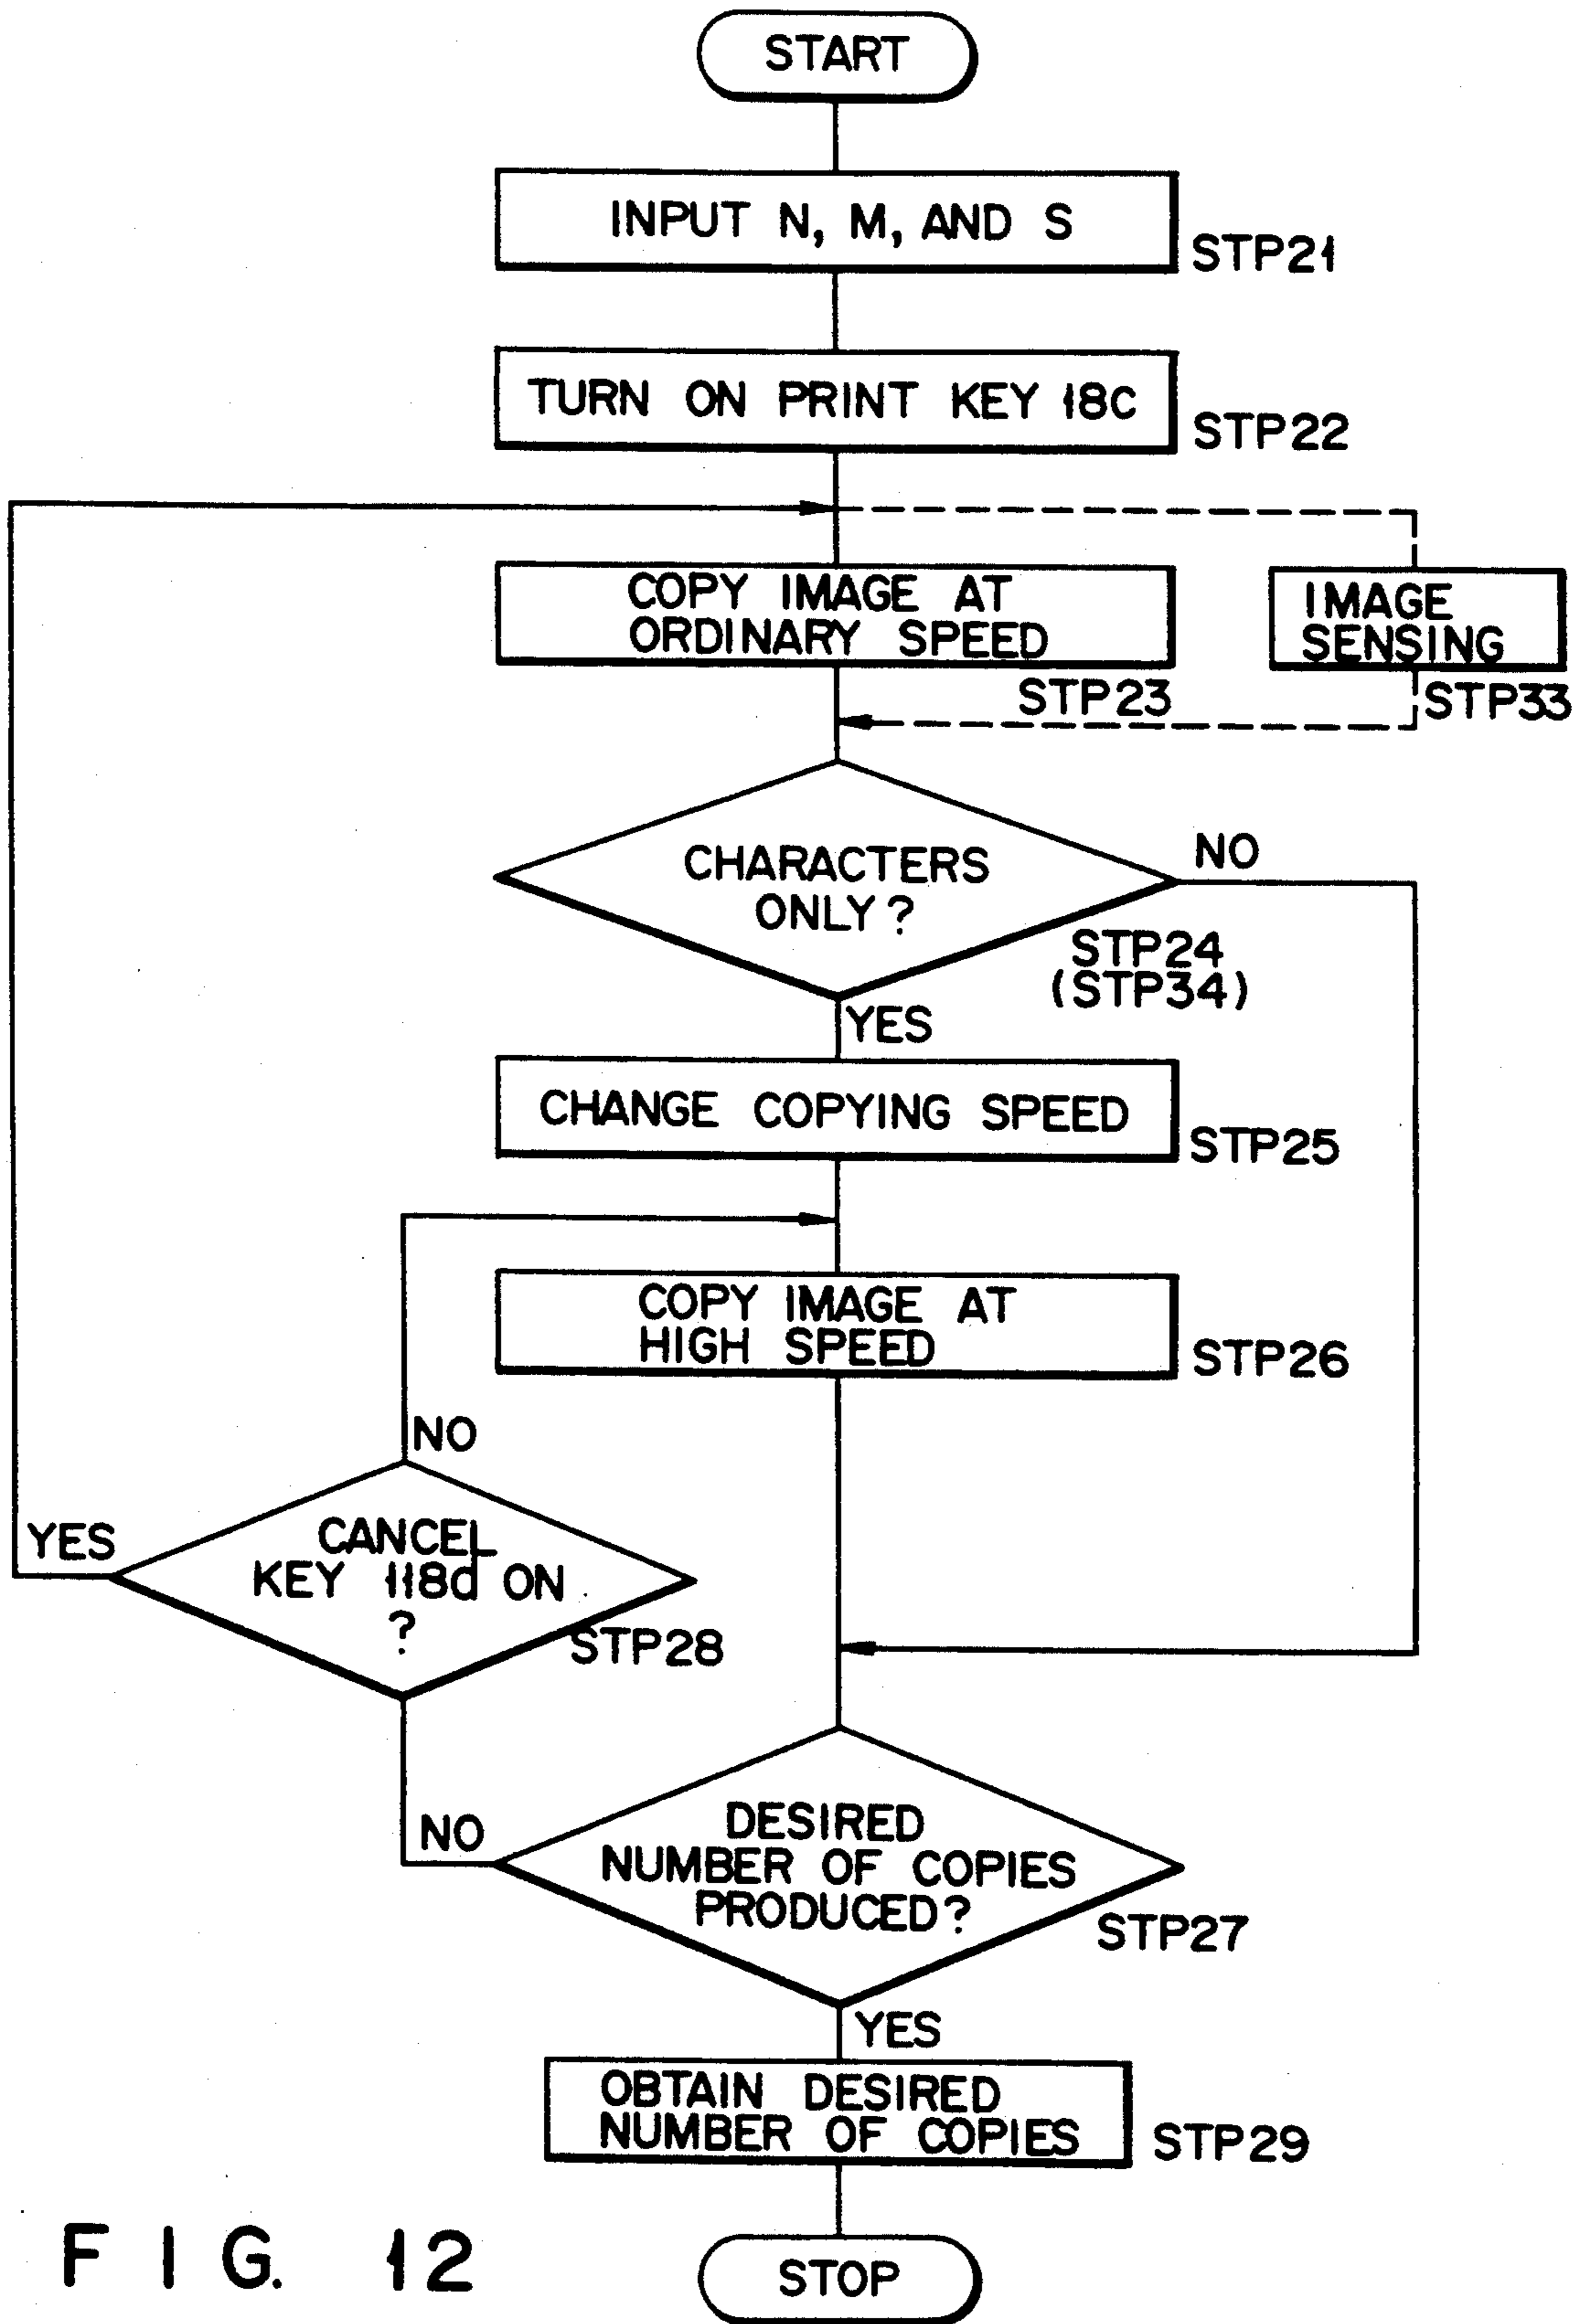 START
INPUT N, M, AND S
STP21
TURN ON PRINT KEY 18C
STP22
COPY IMAGE AT
ORDINARY SPEED
STP23
IMAGE
SENSING
STP33
CHARACTERS
ONLY?
NO
STP24
(STP34)
YES
CHANGE COPYING SPEED
STP25
COPY IMAGE AT
HIGH SPEED
STP26
NO
YES
CANCEL
KEY 118d ON
?
STP28
NO
DESIRED
NUMBER OF COPIES
PRODUCED?
STP27
YES
OBTAIN DESIRED
NUMBER OF COPIES
STP29
STOP
FIG. 12